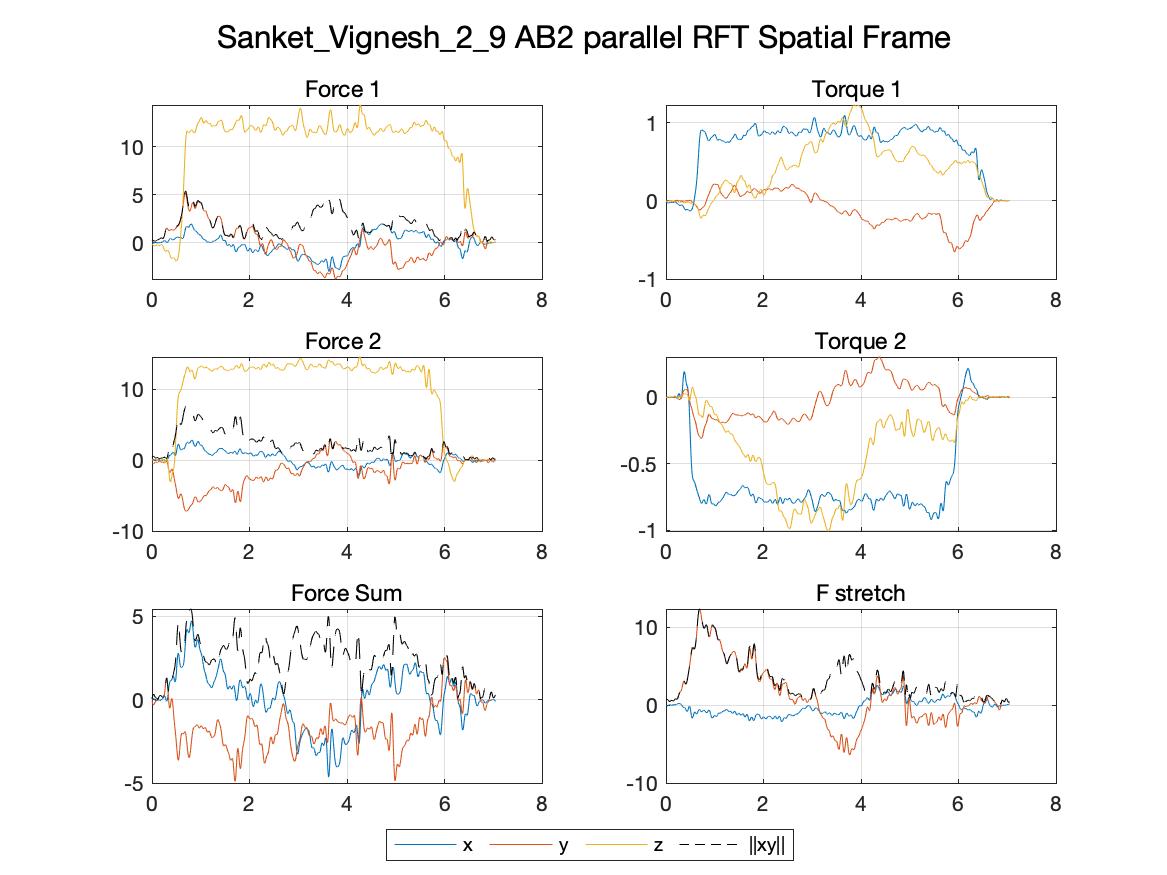 Sanket_Vignesh_2_9 AB2 parallel RFT Spatial Frame
Force 1
10
5
0
0 2 4 6 8
Torque 1
1
0
-1
0 2 4 6 8
Force 2
10
0
-10
0 2 4 6 8
Torque 2
0
-0.5
-1
0 2 4 6 8
Force Sum
5
0
-5
0 2 4 6 8
F stretch
10
0
-10
0 2 4 6 8
x y z ||xy||